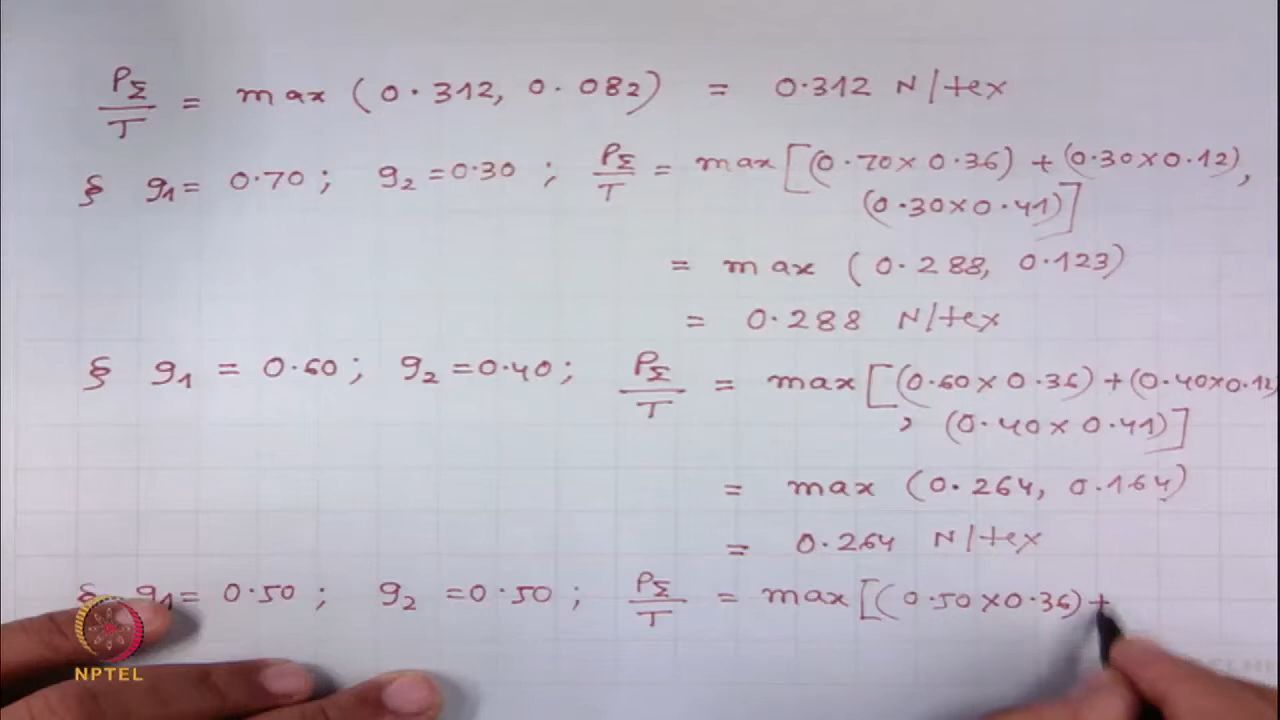 PΣ/T = max (0.312, 0.082) = 0.312 N/tex
§ g1 = 0.70 ; g2 = 0.30 ; PΣ/T = max [(0.70 × 0.36) + (0.30 × 0.12),
(0.30 × 0.41)]
= max (0.288, 0.123)
= 0.288 N/tex
§ g1 = 0.60 ; g2 = 0.40 ; PΣ/T = max [(0.60 × 0.36) + (0.40 × 0.12)
, (0.40 × 0.41)]
= max (0.264, 0.164)
= 0.264 N/tex
§ g1 = 0.50 ; g2 = 0.50 ; PΣ/T = max [(0.50 × 0.36) +
NPTEL